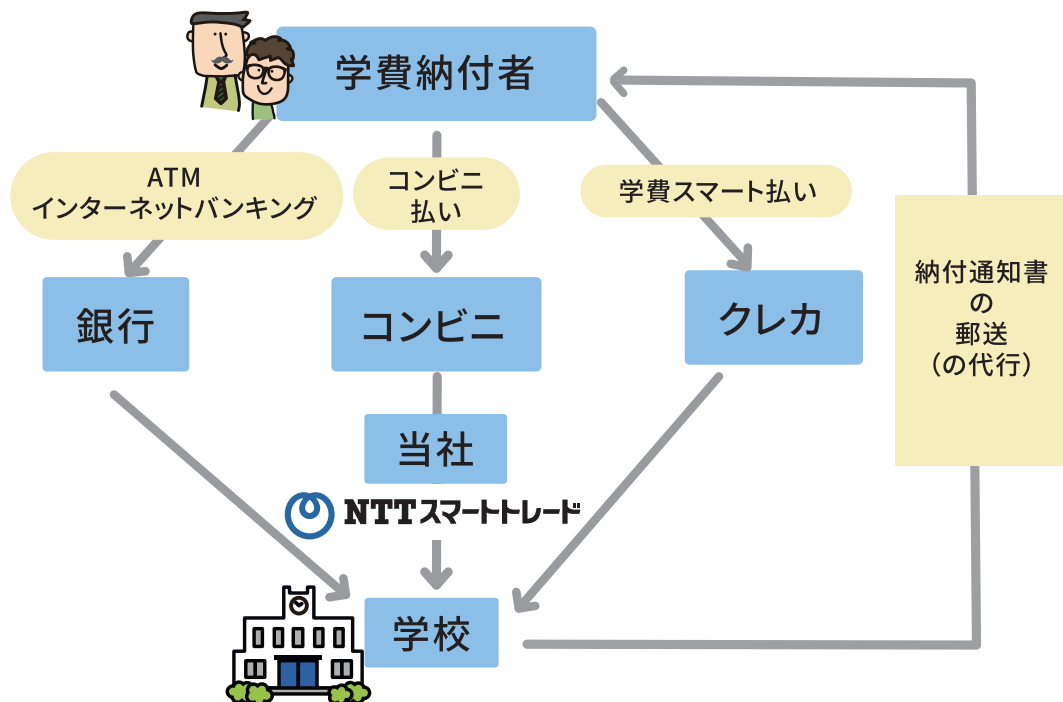 学費納付者
ATM
インターネットバンキング
コンビニ
払い
学費スマート払い
銀行
コンビニ
クレカ
納付通知書
の
郵送
（の代行）
当社
NTTスマートトレード
学校